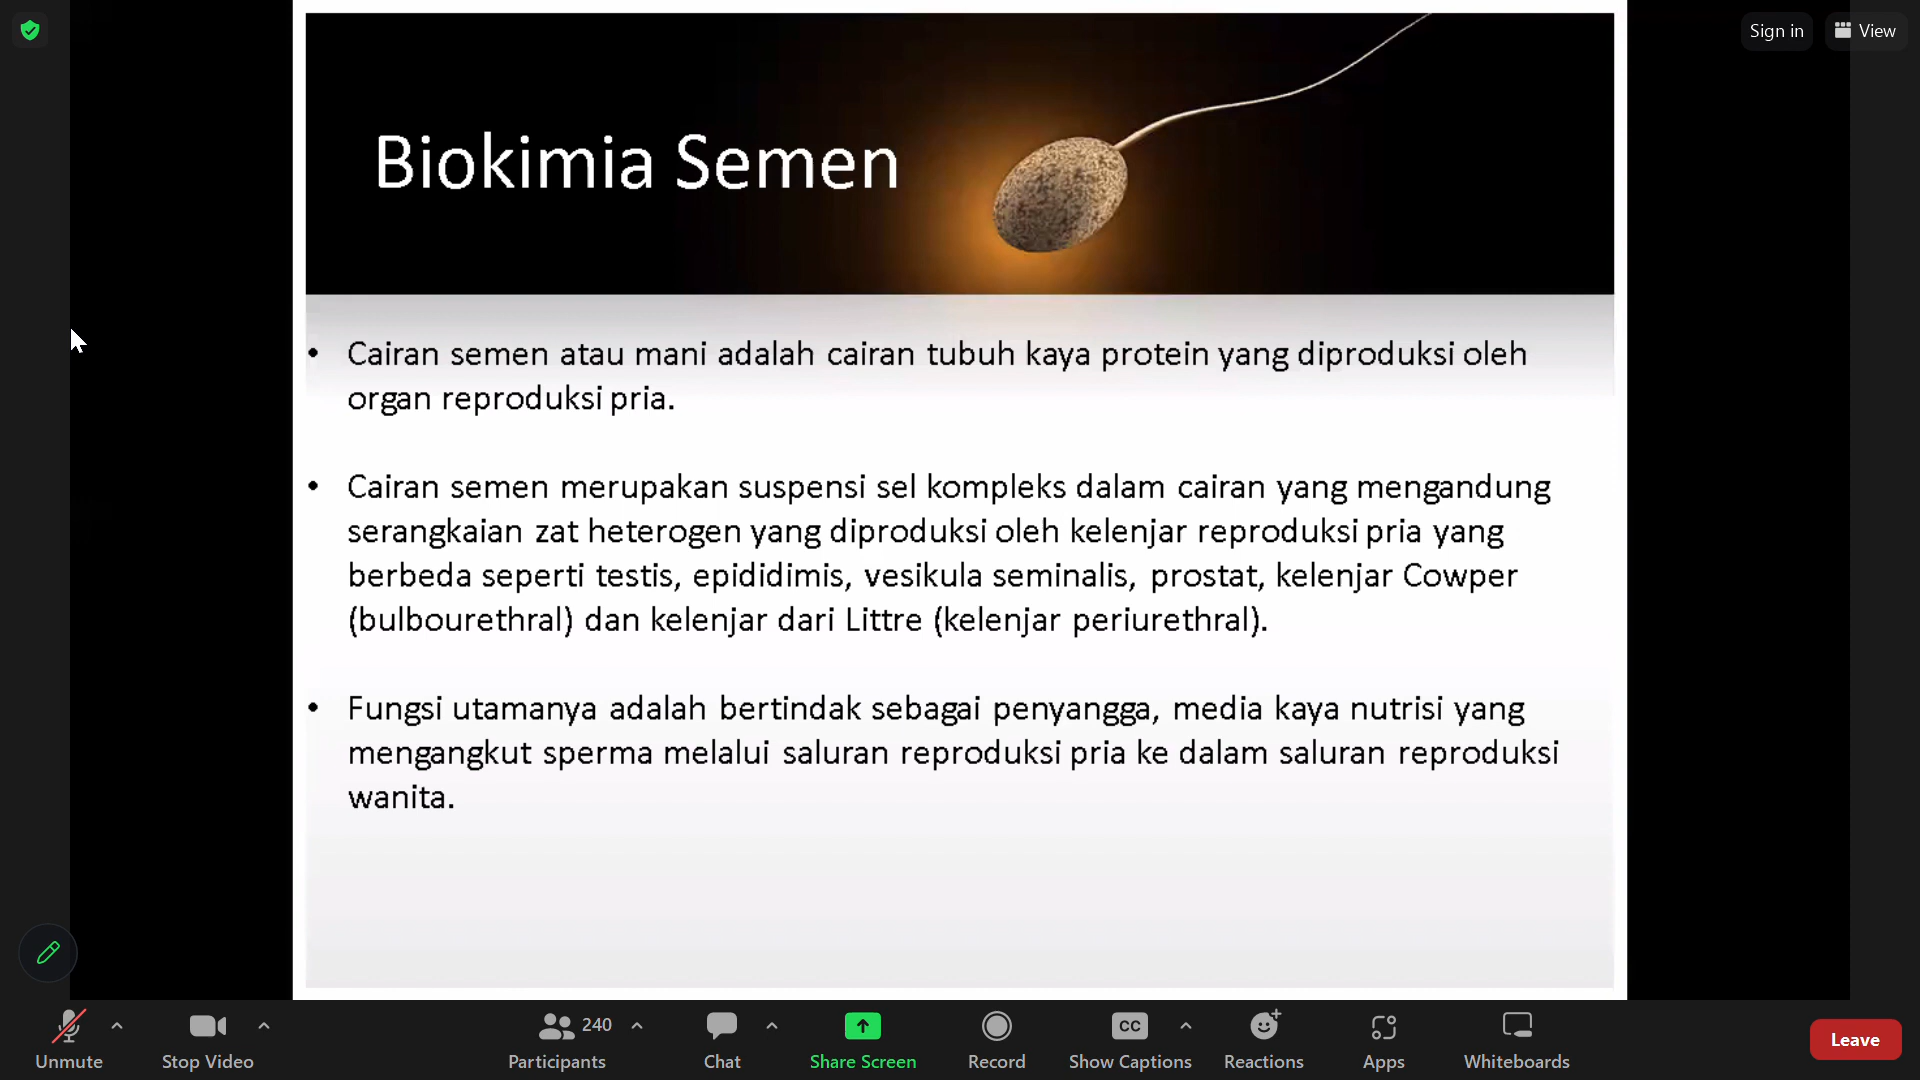 Sign in
View
Biokimia Semen
• Cairan semen atau mani adalah cairan tubuh kaya protein yang diproduksi oleh
organ reproduksi pria.
• Cairan semen merupakan suspensi sel kompleks dalam cairan yang mengandung
serangkaian zat heterogen yang diproduksi oleh kelenjar reproduksi pria yang
berbeda seperti testis, epididimis, vesikula seminalis, prostat, kelenjar Cowper
(bulbourethral) dan kelenjar dari Littre (kelenjar periurethral).
• Fungsi utamanya adalah bertindak sebagai penyangga, media kaya nutrisi yang
mengangkut sperma melalui saluran reproduksi pria ke dalam saluran reproduksi
wanita.
240
CC
Unmute
Stop Video
Participants
Chat
Share Screen
Record
Show Captions
Reactions
Apps
Whiteboards
Leave